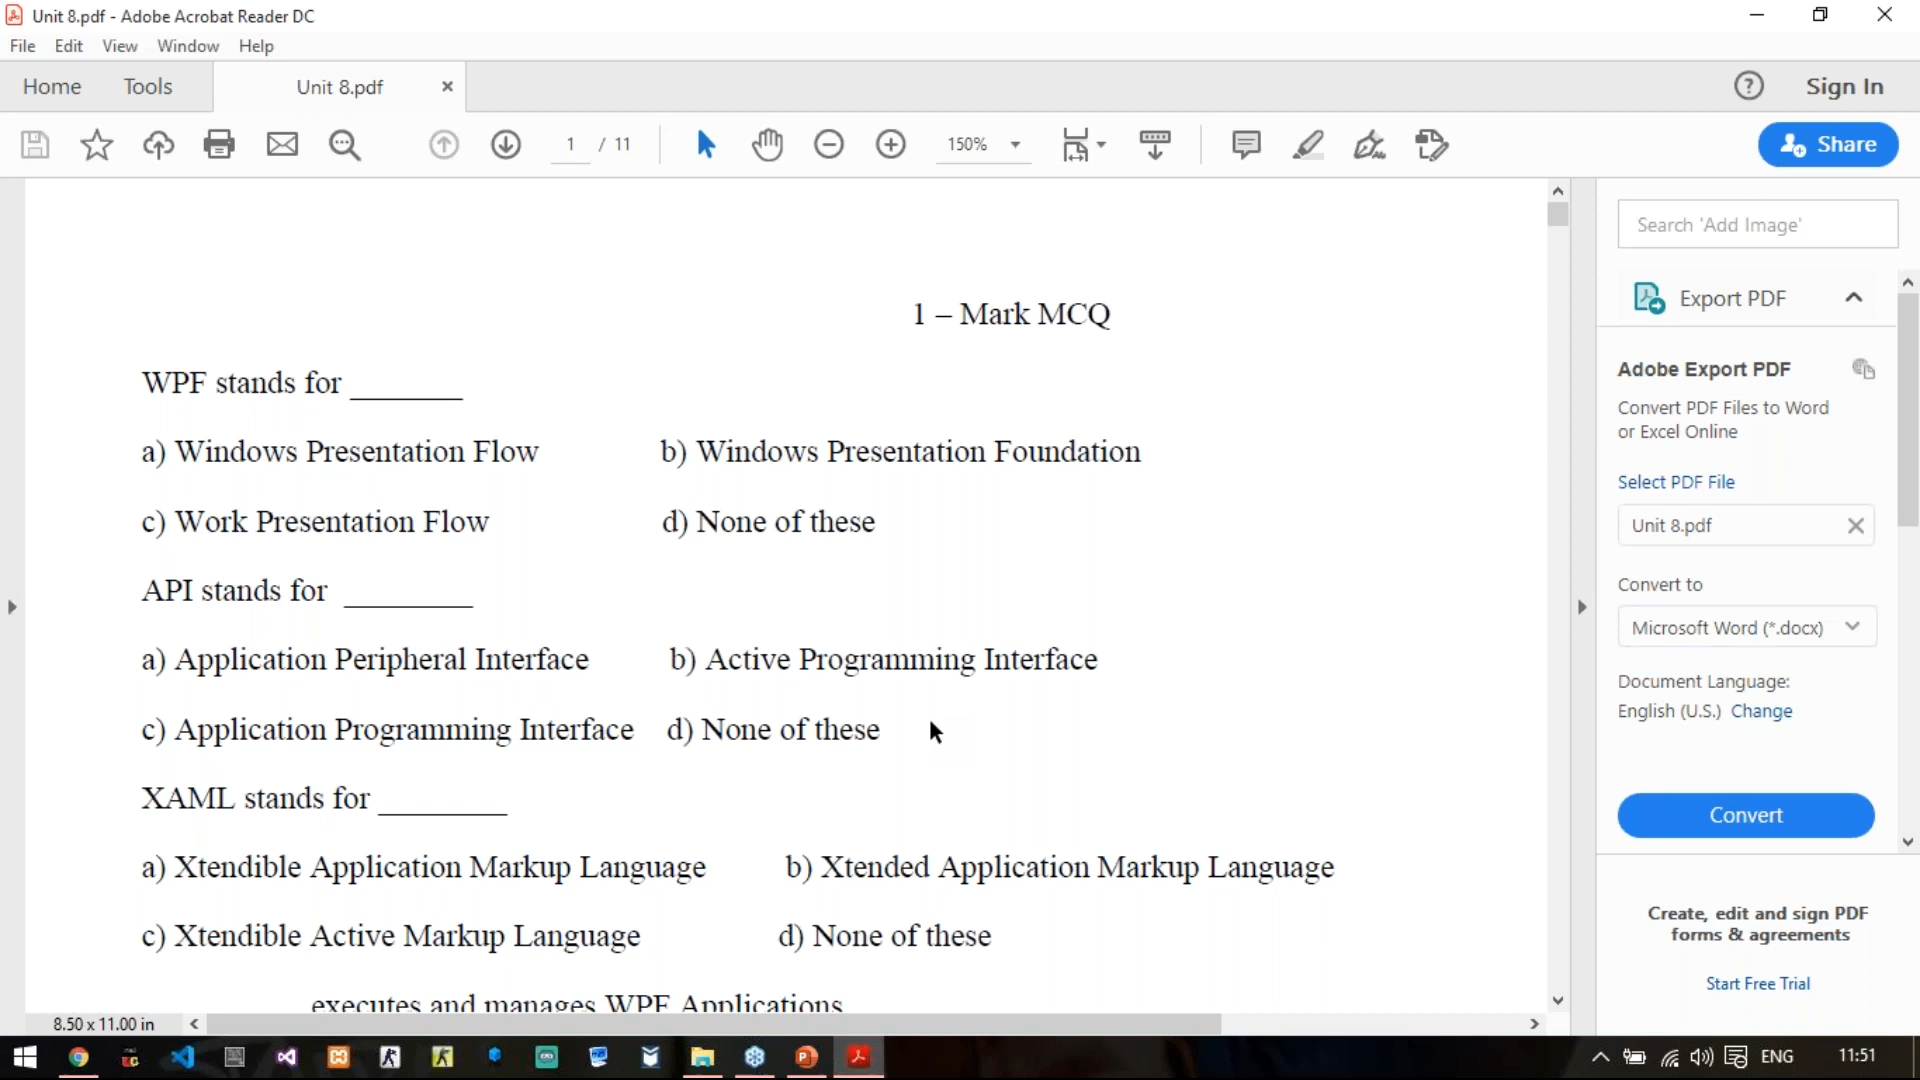 Unit 8.pdf - Adobe Acrobat Reader DC
File Edit View Window Help
Home Tools Unit 8.pdf × ? Sign In
1 / 11 150% Share
Search 'Add Image'
Export PDF
1 – Mark MCQ
Adobe Export PDF
WPF stands for _______
Convert PDF Files to Word
or Excel Online
a) Windows Presentation Flow b) Windows Presentation Foundation
Select PDF File
c) Work Presentation Flow d) None of these
Unit 8.pdf
API stands for ________
Convert to
Microsoft Word (*.docx)
a) Application Peripheral Interface b) Active Programming Interface
Document Language:
English (U.S.) Change
c) Application Programming Interface d) None of these
XAML stands for ________
Convert
a) Xtendible Application Markup Language b) Xtended Application Markup Language
Create, edit and sign PDF
forms & agreements
c) Xtendible Active Markup Language d) None of these
Start Free Trial
executes and manages WPF Applications
8.50 x 11.00 in
ENG 11:51